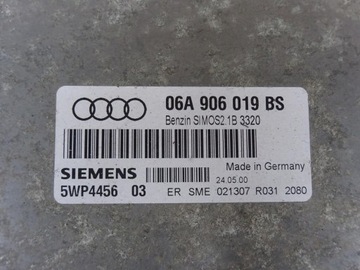 06A 906 019 BS
Benzin SIMOS2.1B 3320
Made in Germany
SIEMENS
24.05.00
5WP4456 03
ER SME 021307 R031 2080